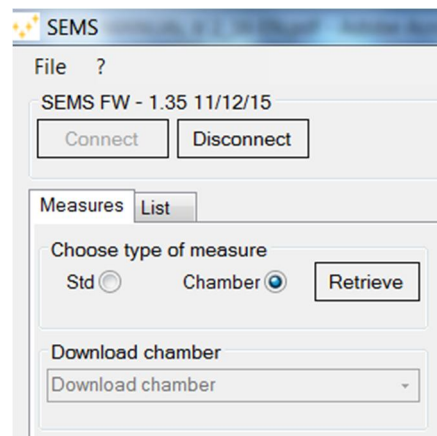 SEMS
File ?
SEMS FW - 1.35 11/12/15
Connect Disconnect
Measures List
Choose type of measure
Std Chamber Retrieve
Download chamber
Download chamber